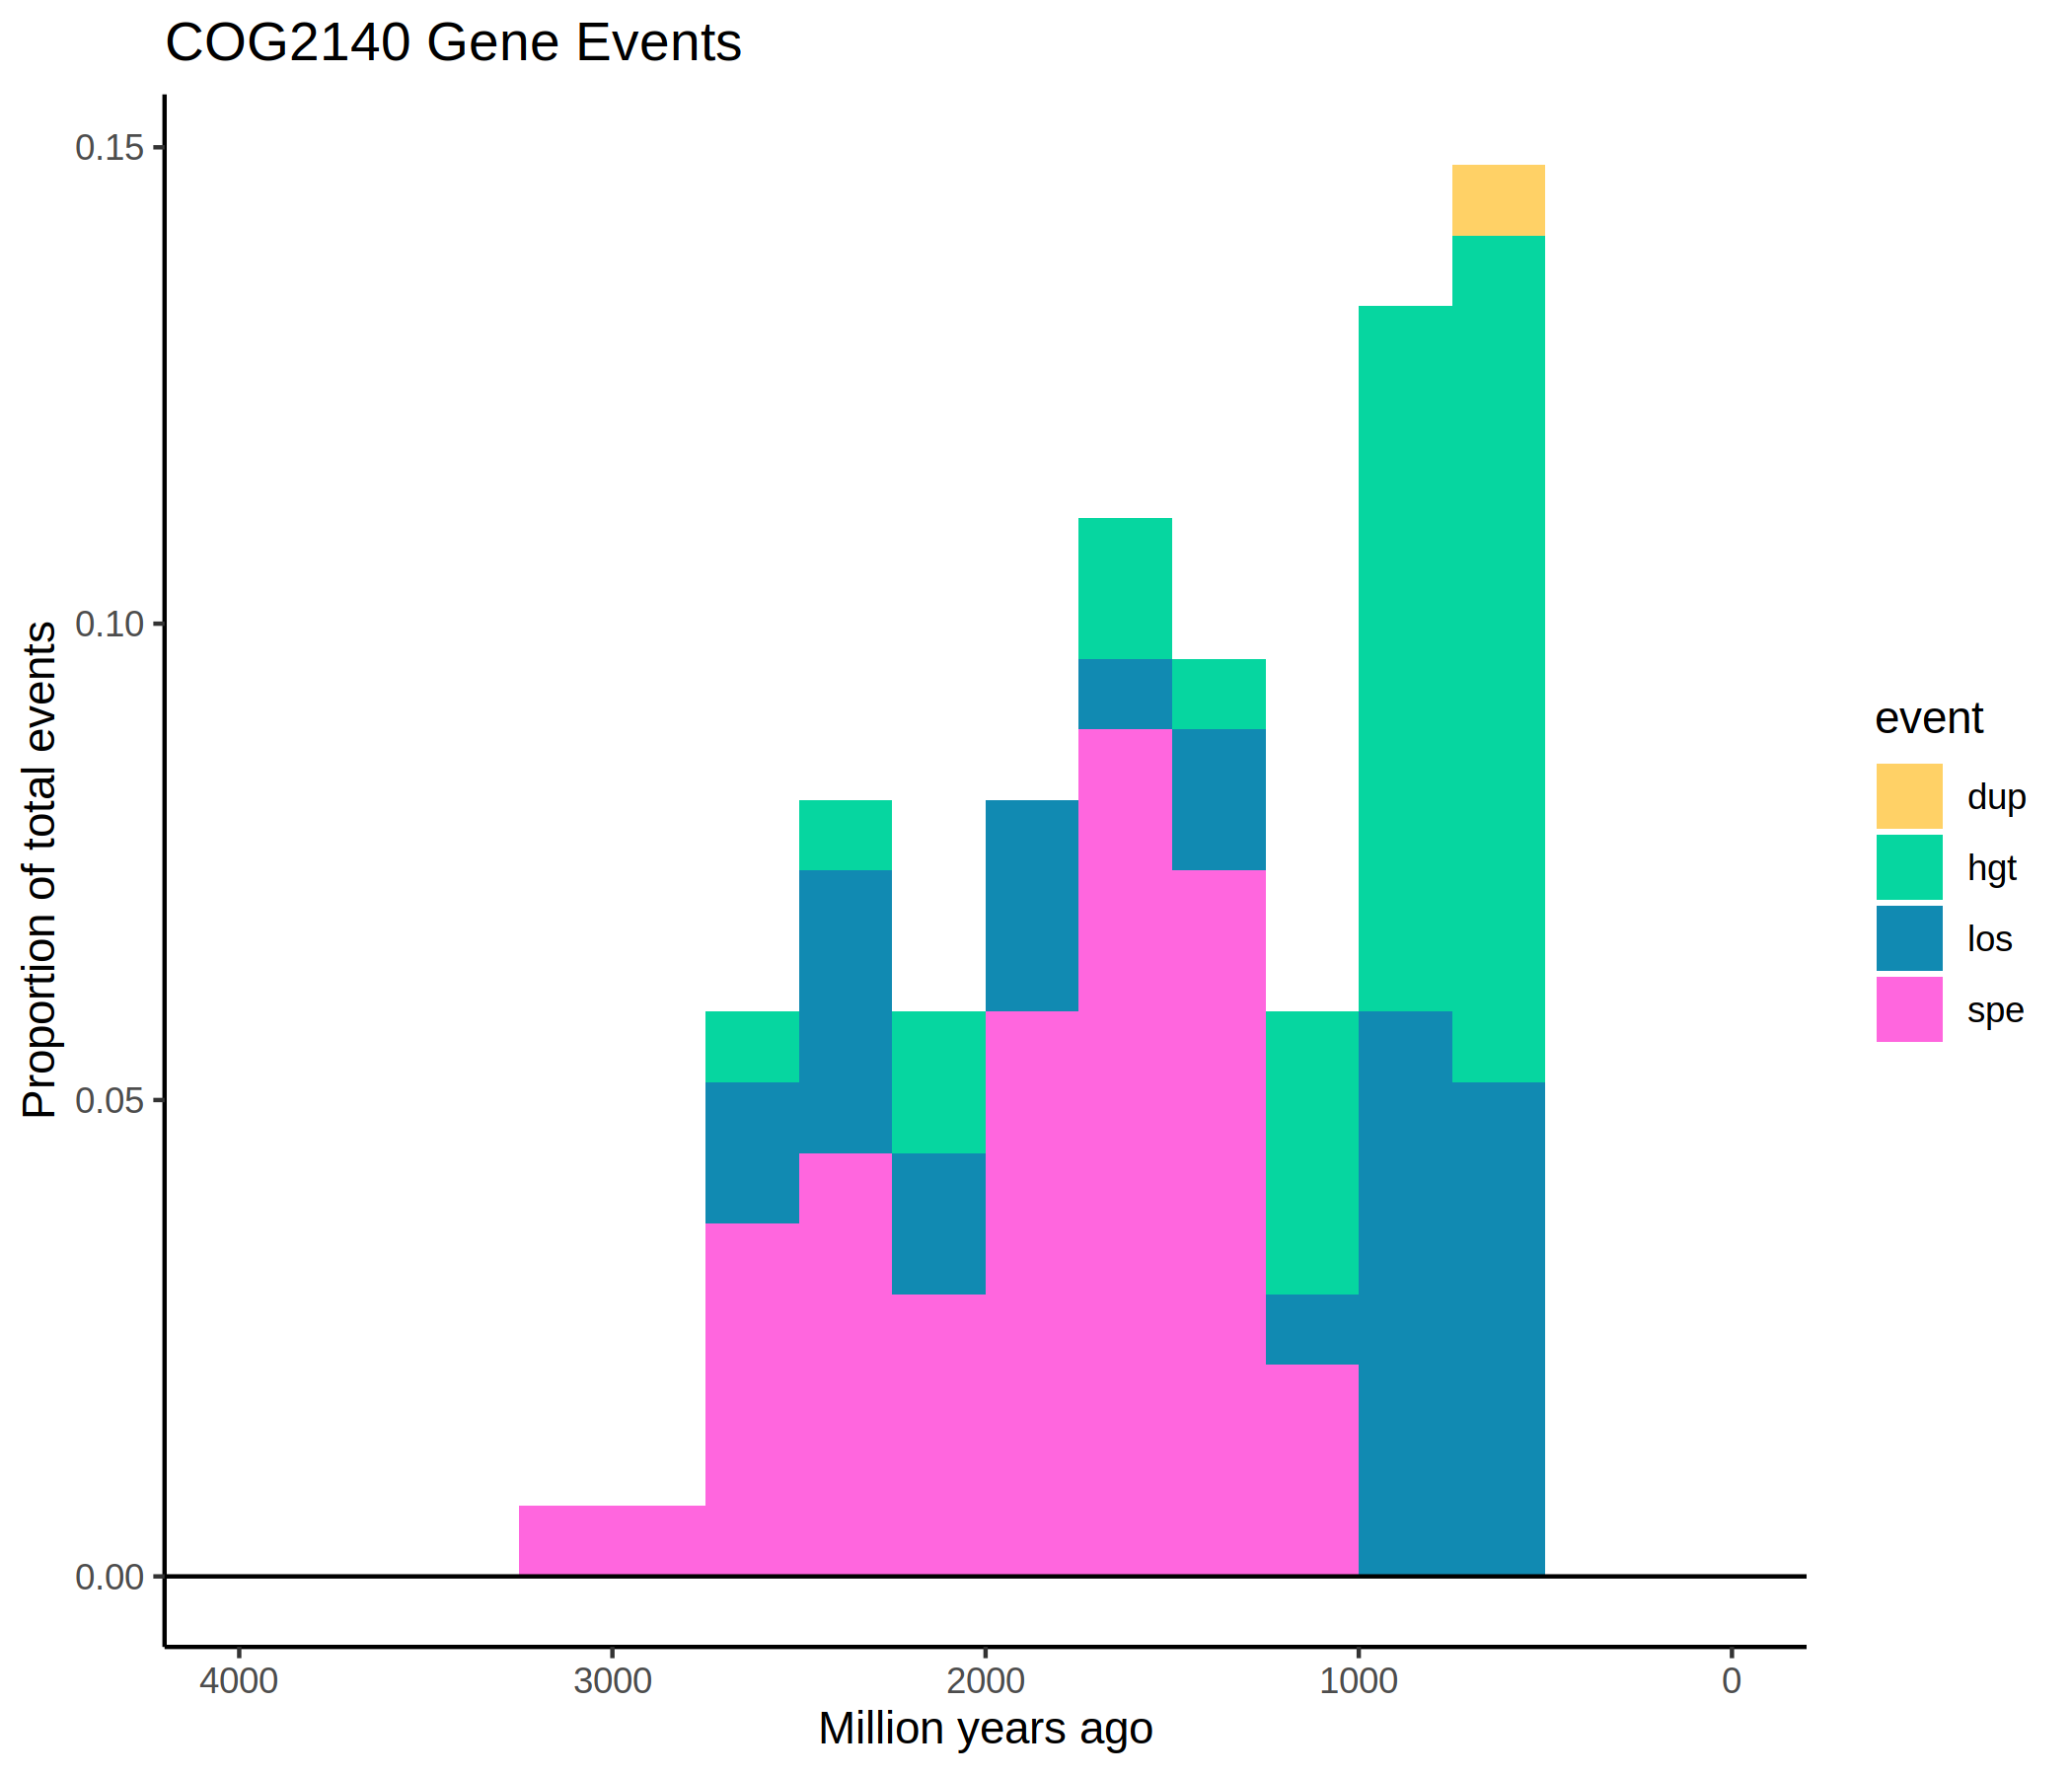 COG2140 Gene Events
0.15
0.10
0.05
0.00
Proportion of total events
4000 3000 2000 1000 0
Million years ago
event
dup
hgt
los
spe